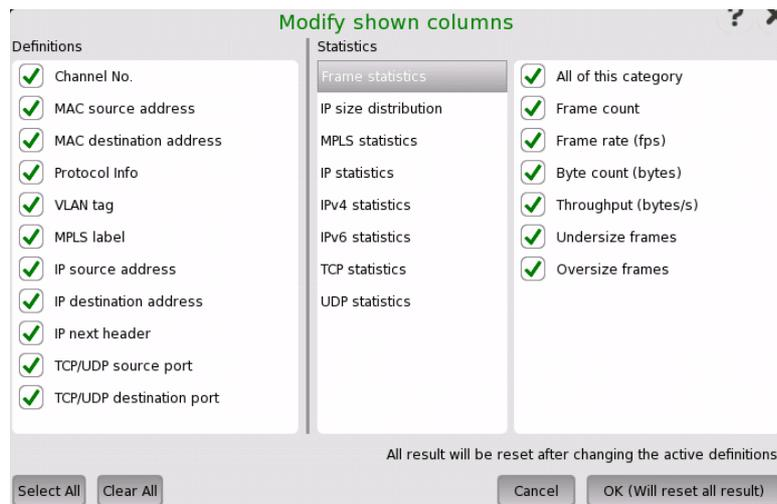 Modify shown columns
?
Definitions
Statistics
Channel No.
MAC source address
MAC destination address
Protocol Info
VLAN tag
MPLS label
IP source address
IP destination address
IP next header
TCP/UDP source port
TCP/UDP destination port
Frame statistics
IP size distribution
MPLS statistics
IP statistics
IPv4 statistics
IPv6 statistics
TCP statistics
UDP statistics
All of this category
Frame count
Frame rate (fps)
Byte count (bytes)
Throughput (bytes/s)
Undersize frames
Oversize frames
All result will be reset after changing the active definitions
Select All
Clear All
Cancel
OK (Will reset all result)